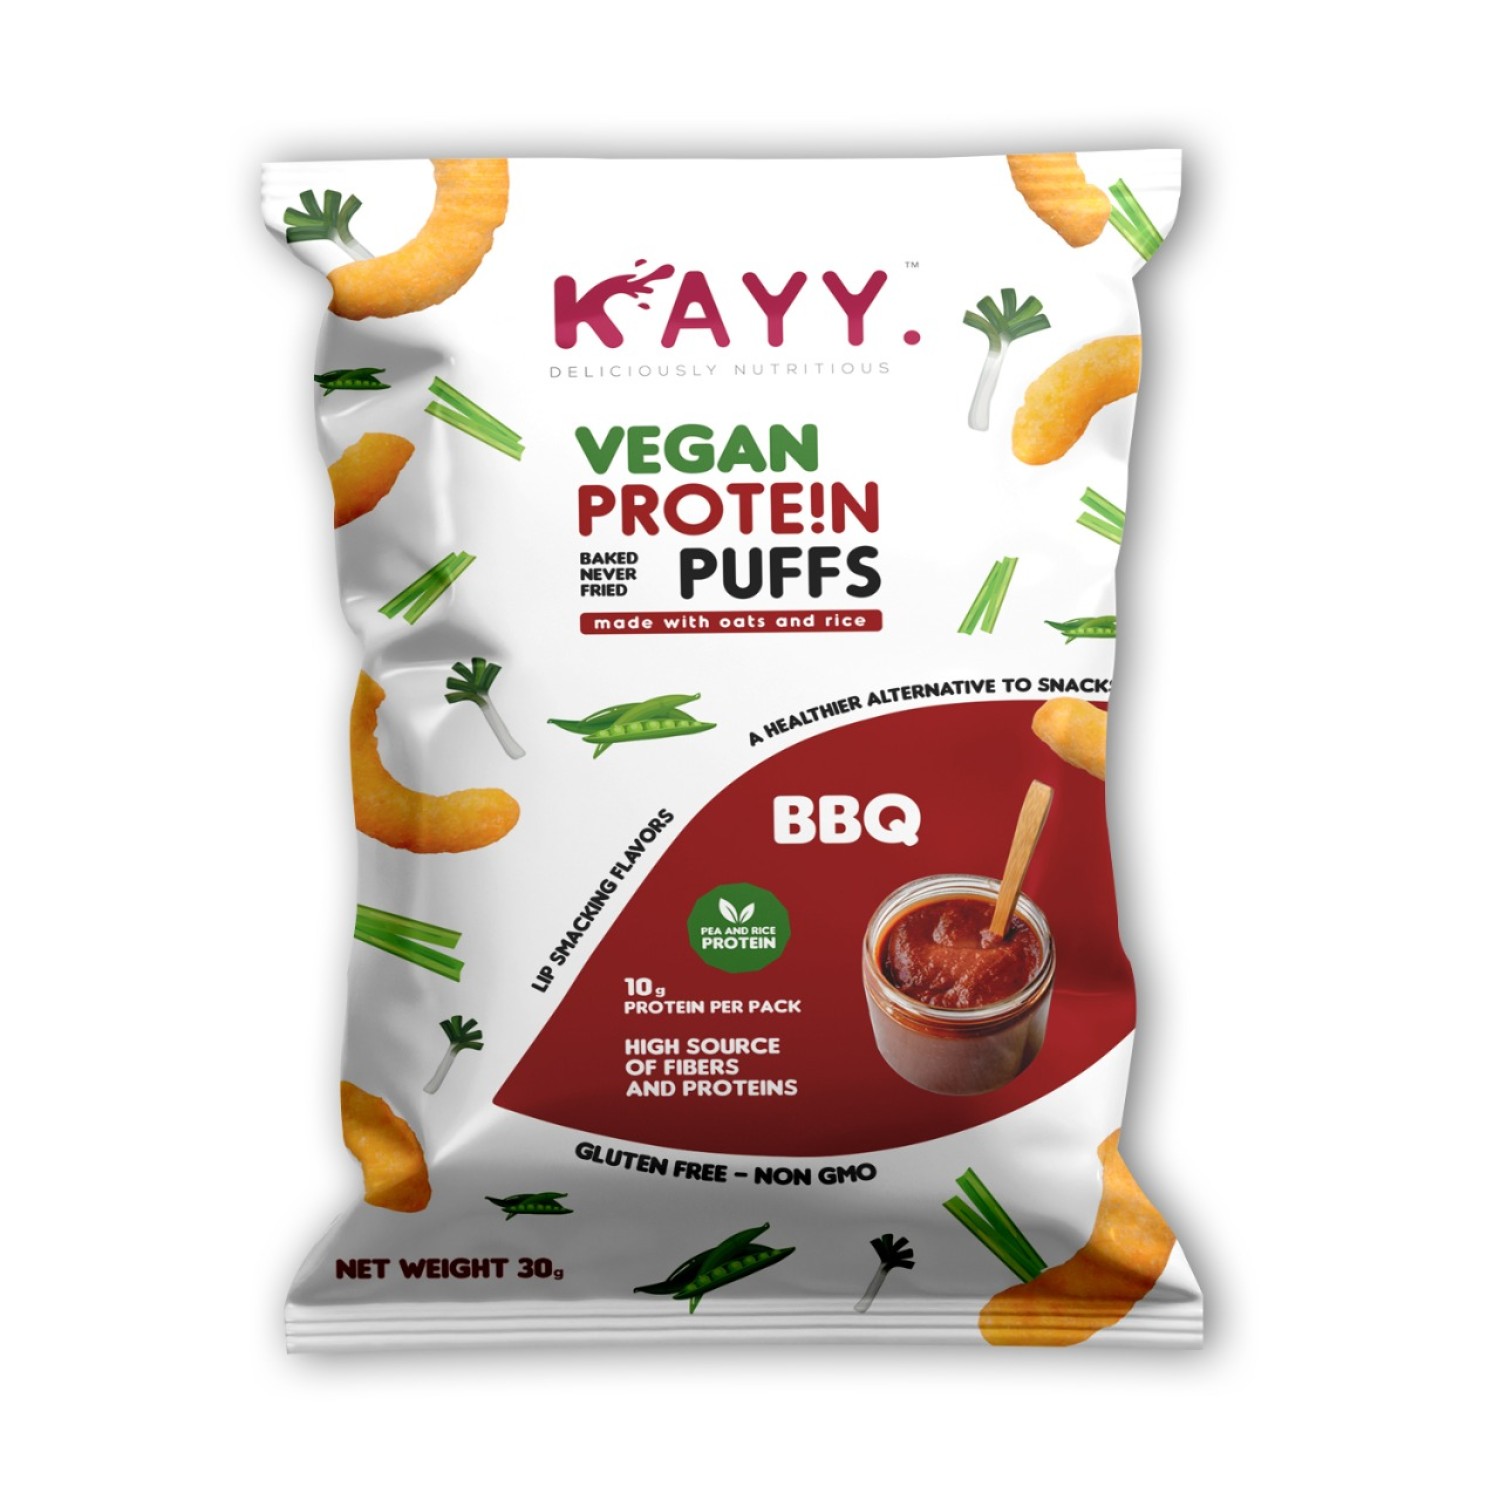 KAYY.™
DELICIOUSLY NUTRITIOUS
VEGAN
PROTE!N
BAKED
NEVER
FRIED
PUFFS
made with oats and rice
A HEALTHIER ALTERNATIVE TO SNACKS
LIP SMACKING FLAVORS
BBQ
PEA AND RICE
PROTEIN
10g
PROTEIN PER PACK
HIGH SOURCE
OF FIBERS
AND PROTEINS
GLUTEN FREE – NON GMO
NET WEIGHT 30g